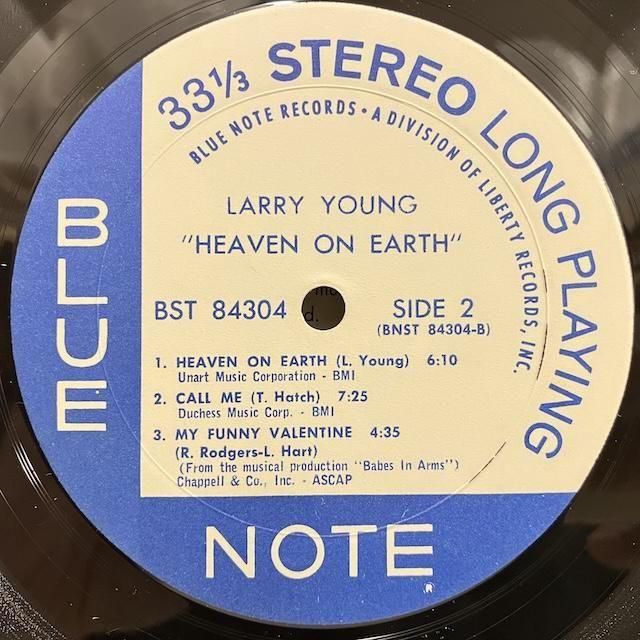 33⅓ STEREO LONG PLAYING
BLUE NOTE RECORDS • A DIVISION OF LIBERTY RECORDS, INC.
LARRY YOUNG
"HEAVEN ON EARTH"
BST 84304
SIDE 2
(BNST 84304-B)
1. HEAVEN ON EARTH (L. Young) 6:10
Unart Music Corporation - BMI
2. CALL ME (T. Hatch) 7:25
Duchess Music Corp. - BMI
3. MY FUNNY VALENTINE 4:35
(R. Rodgers-L. Hart)
(From the musical production "Babes In Arms")
Chappell & Co., Inc. - ASCAP
BLUE
NOTE
®